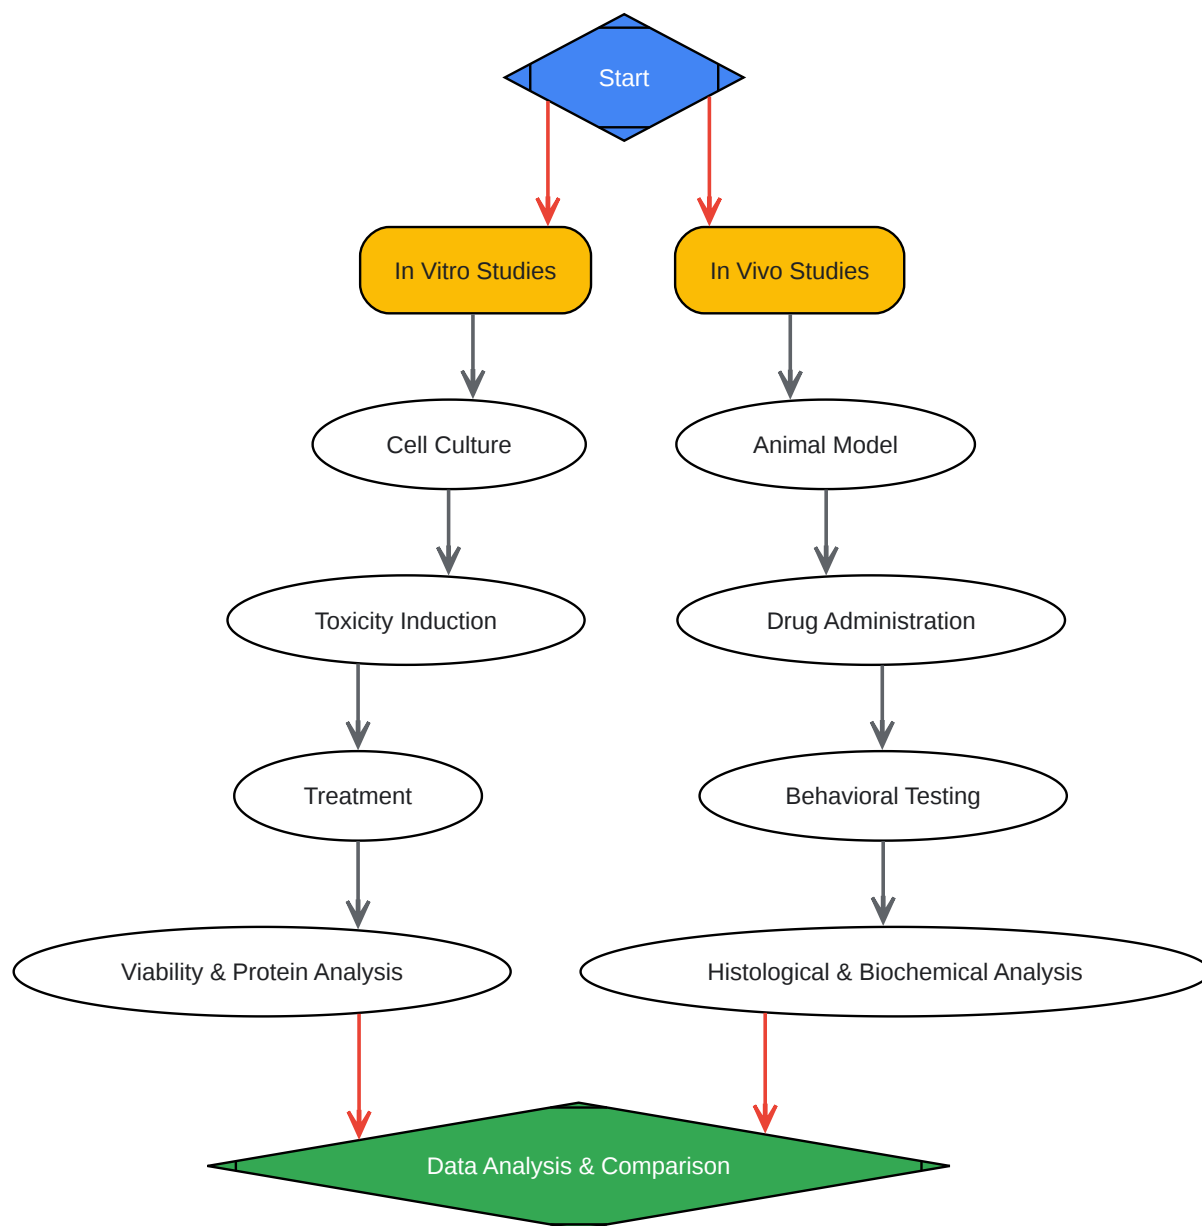 Start
In Vitro Studies
In Vivo Studies
Cell Culture
Animal Model
Toxicity Induction
Drug Administration
Treatment
Behavioral Testing
Viability & Protein Analysis
Histological & Biochemical Analysis
Data Analysis & Comparison